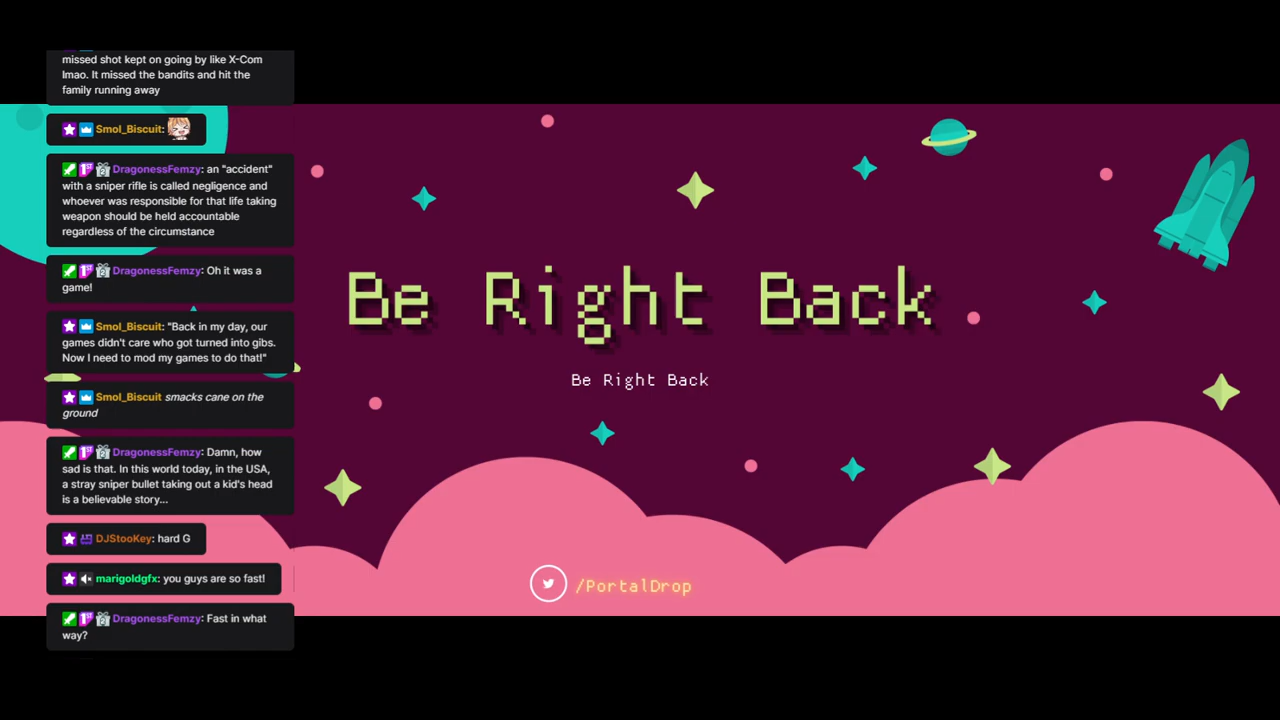 missed shot kept on going by like X-Com
lmao. It missed the bandits and hit the
family running away
Smol_Biscuit:
DragonessFemzy: an "accident"
with a sniper rifle is called negligence and
whoever was responsible for that life taking
weapon should be held accountable
regardless of the circumstance
DragonessFemzy: Oh it was a
game!
Smol_Biscuit: "Back in my day, our
games didn't care who got turned into gibs.
Now I need to mod my games to do that!"
Smol_Biscuit smacks cane on the
ground
DragonessFemzy: Damn, how
sad is that. In this world today, in the USA,
a stray sniper bullet taking out a kid's head
is a believable story...
DJStooKey: hard G
marigoldgfx: you guys are so fast!
DragonessFemzy: Fast in what
way?
Be Right Back
Be Right Back
/PortalDrop